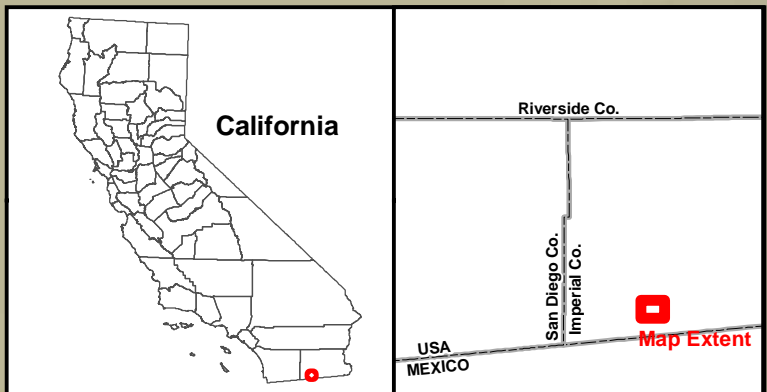 California
Riverside Co.
San Diego Co.
Imperial Co.
Map Extent
USA
MEXICO